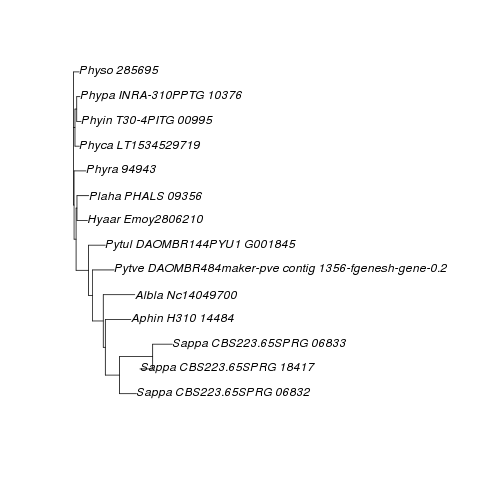 Physo 285695
Phypa INRA-310PPTG 10376
Phyin T30-4PITG 00995
Phyca LT1534529719
Phyra 94943
Plaha PHALS 09356
Hyaar Emoy2806210
Pytul DAOMBR144PYU1 G001845
Pytve DAOMBR484maker-pve contig 1356-fgenesh-gene-0.2
Albla Nc14049700
Aphin H310 14484
Sappa CBS223.65SPRG 06833
Sappa CBS223.65SPRG 18417
Sappa CBS223.65SPRG 06832